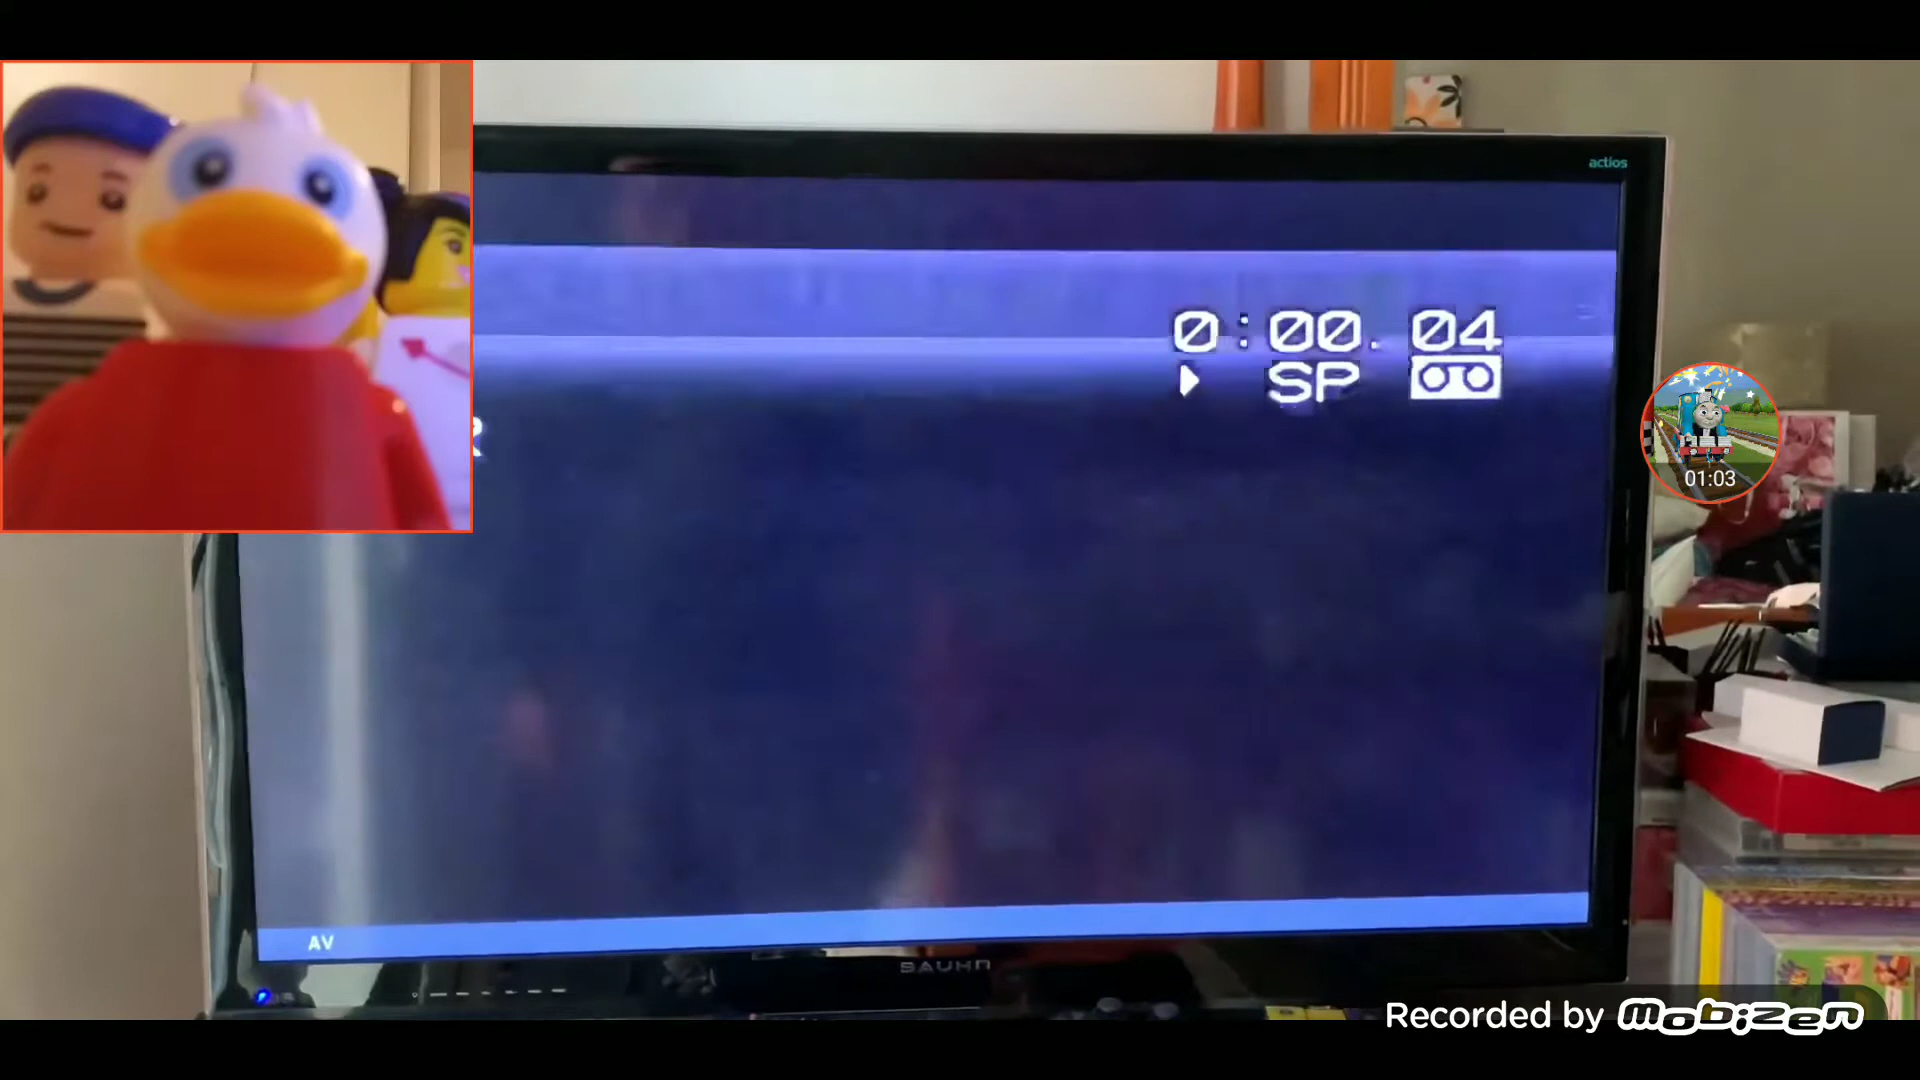 actios
0:00.04
SP
R
01:03
AV
SAUHN
Recorded by mobizen